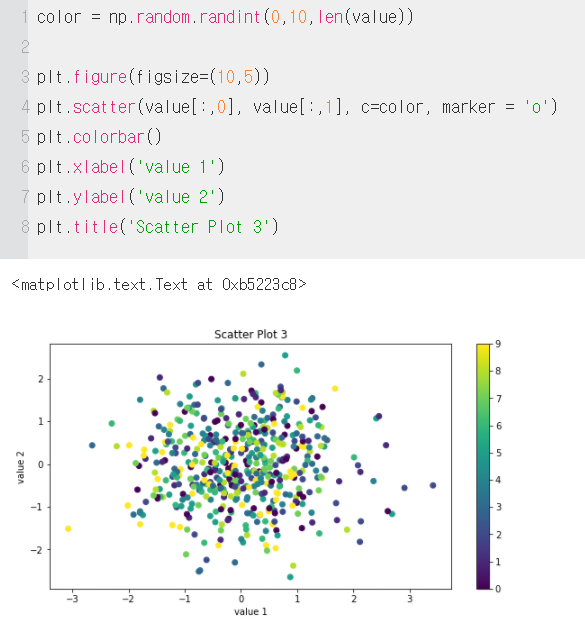 1 color = np.random.randint(0,10,len(value))
2
3 plt.figure(figsize=(10,5))
4 plt.scatter(value[:,0], value[:,1], c=color, marker = 'o')
5 plt.colorbar()
6 plt.xlabel('value 1')
7 plt.ylabel('value 2')
8 plt.title('Scatter Plot 3')
<matplotlib.text.Text at 0xb5223c8>
Scatter Plot 3
2
1
0
−1
−2
value 2
−3 −2 −1 0 1 2 3
value 1
9
8
7
6
5
4
3
2
1
0